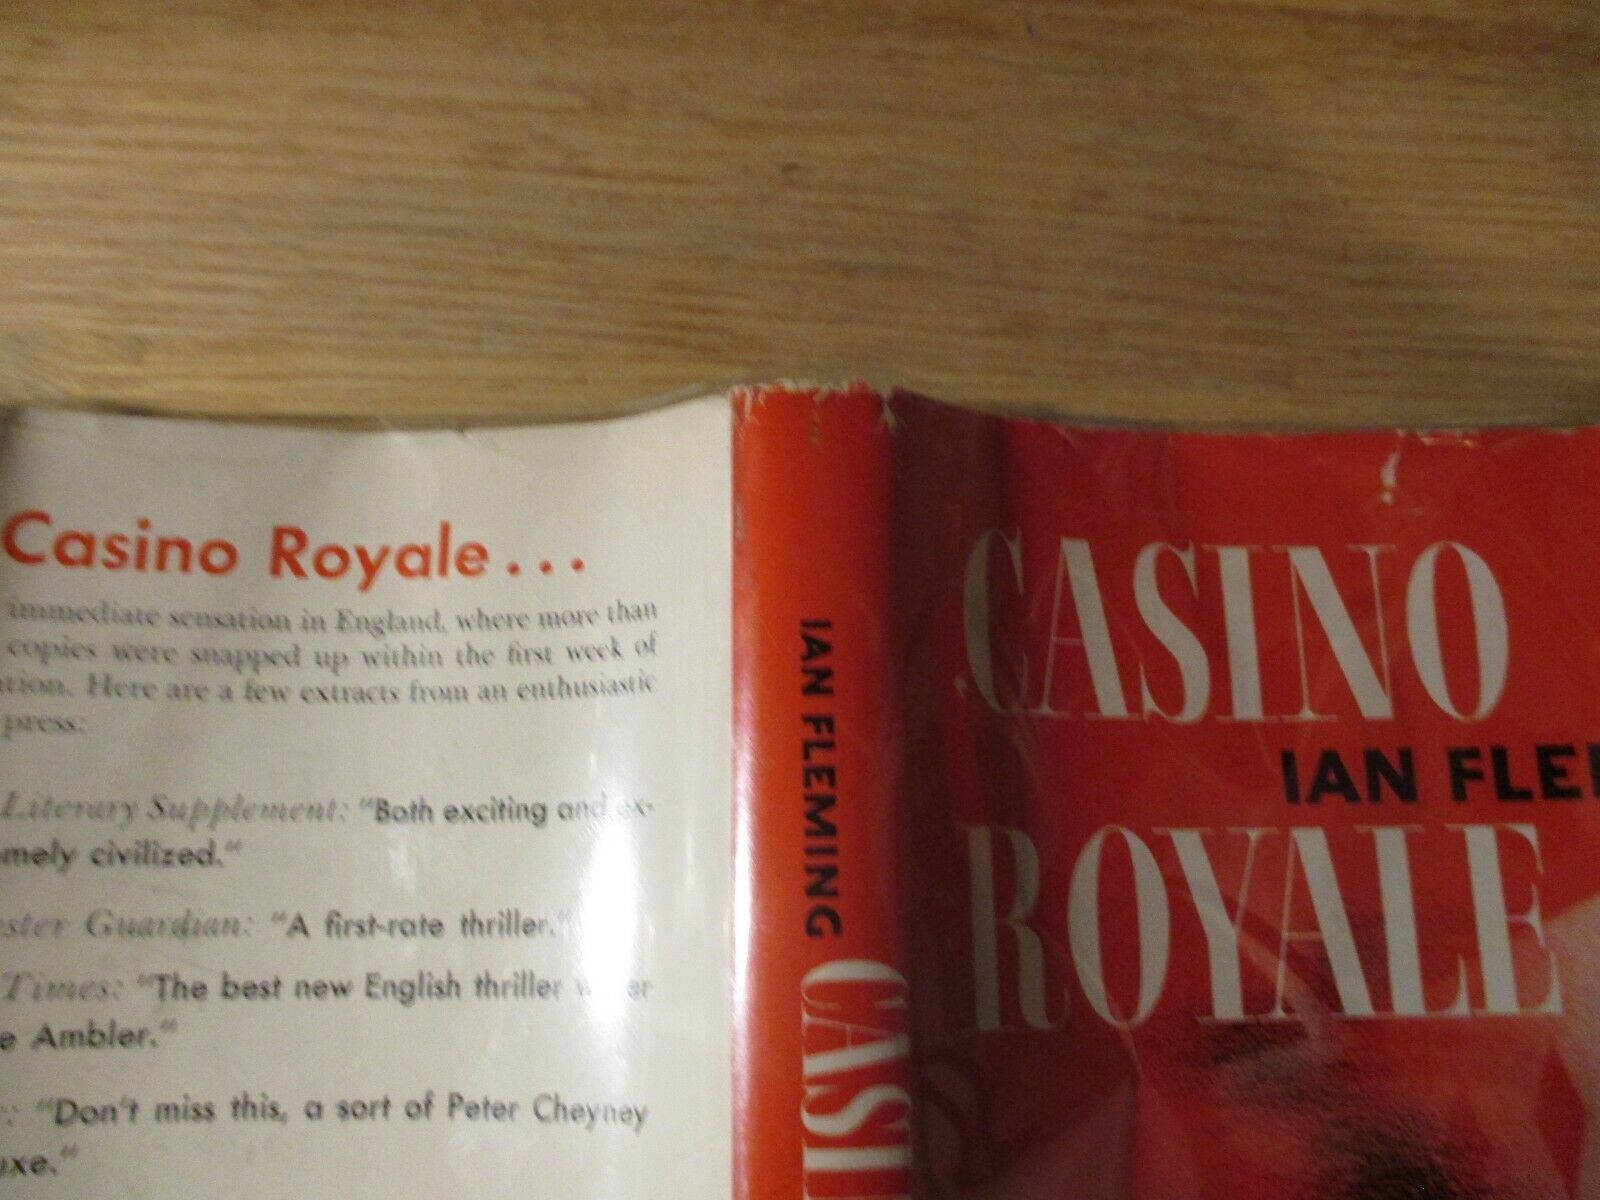 Casino Royale...
immediate sensation in England, where more than
copies were snapped up within the first week of
tion. Here are a few extracts from an enthusiastic
press:
Literary Supplement: "Both exciting and ex-
mely civilized."
ster Guardian: "A first-rate thriller."
Times: "The best new English thriller er
e Ambler."
: "Don't miss this, a sort of Peter Cheyney
uxe."
IAN FLEMING CASI
CASINO
IAN FLE
ROYALE